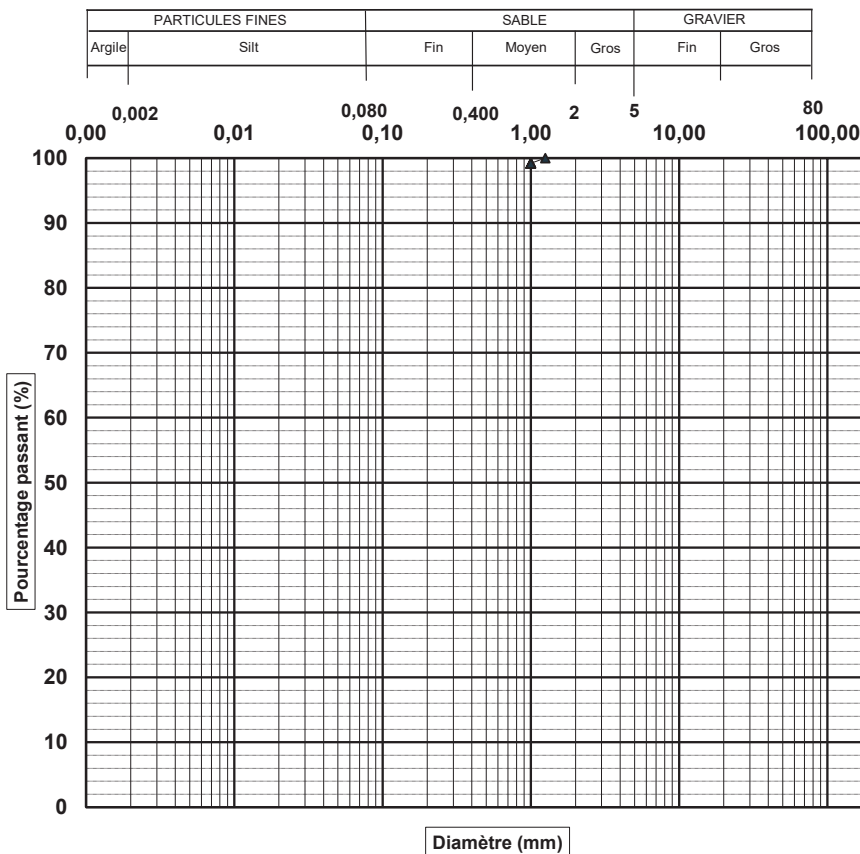 PARTICULES FINES SABLE GRAVIER
Argile Silt Fin Moyen Gros Fin Gros
0,002 0,080 0,400 2 5 80
0,00 0,01 0,10 1,00 10,00 100,00
100
90
80
70
60
50
40
30
20
10
0
Pourcentage passant (%)
Diamètre (mm)